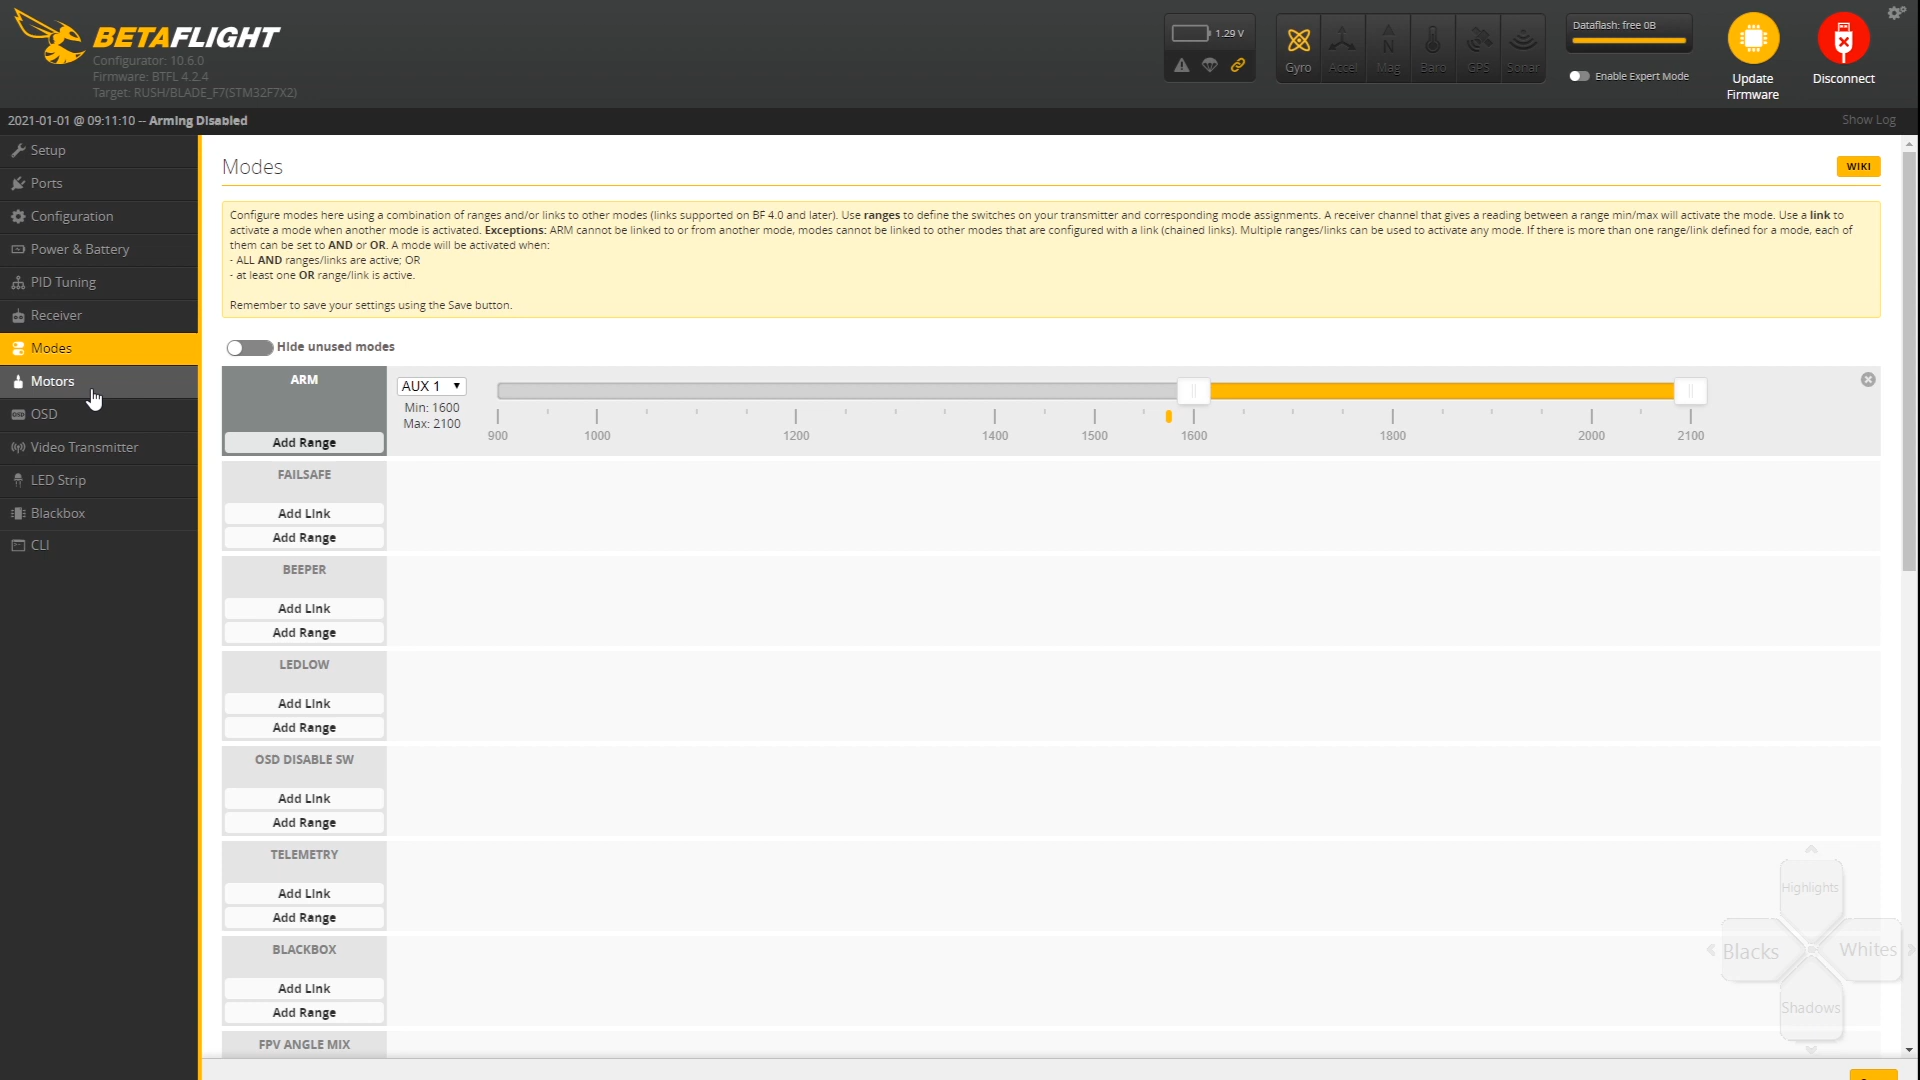 BETAFLIGHT
Configurator: 10.6.0
Firmware: BTFL 4.2.4
Target: RUSH/BLADE_F7(STM32F7X2)
1.29 V
Gyro
Accel
Mag
Baro
GPS
Sonar
Dataflash: free 0B
Enable Expert Mode
Update
Firmware
Disconnect
2021-01-01 @ 09:11:10 -- Arming Disabled
Show Log
Setup
Ports
Configuration
Power & Battery
PID Tuning
Receiver
Modes
Motors
OSD
Video Transmitter
LED Strip
Blackbox
CLI
Modes
WIKI
Configure modes here using a combination of ranges and/or links to other modes (links supported on BF 4.0 and later). Use ranges to define the switches on your transmitter and corresponding mode assignments. A receiver channel that gives a reading between a range min/max will activate the mode. Use a link to
activate a mode when another mode is activated. Exceptions: ARM cannot be linked to or from another mode, modes cannot be linked to other modes that are configured with a link (chained links). Multiple ranges/links can be used to activate any mode. If there is more than one range/link defined for a mode, each of
them can be set to AND or OR. A mode will be activated when:
- ALL AND ranges/links are active; OR
- at least one OR range/link is active.
Remember to save your settings using the Save button.
Hide unused modes
ARM
Add Range
AUX 1
Min: 1600
Max: 2100
900 1000 1200 1400 1500 1600 1800 2000 2100
FAILSAFE
Add Link
Add Range
BEEPER
Add Link
Add Range
LEDLOW
Add Link
Add Range
OSD DISABLE SW
Add Link
Add Range
TELEMETRY
Add Link
Add Range
BLACKBOX
Add Link
Add Range
FPV ANGLE MIX
Highlights
Blacks
Whites
Shadows